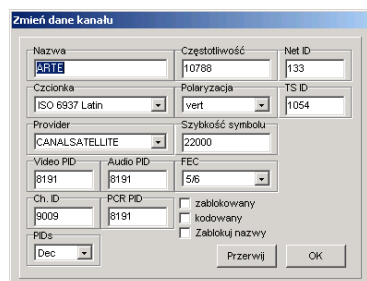 Zmień dane kanału
Nazwa
ARTE
Częstotliwość
10788
Net ID
133
Czcionka
ISO 6937 Latin
Polaryzacja
vert
TS ID
1054
Provider
CANALSATELLITE
Szybkość symbolu
22000
Video PID
8191
Audio PID
8191
FEC
5/6
Ch. ID
9009
PCR PID
8191
zablokowany
kodowany
Zablokuj nazwy
PIDs
Dec
Przerwij
OK